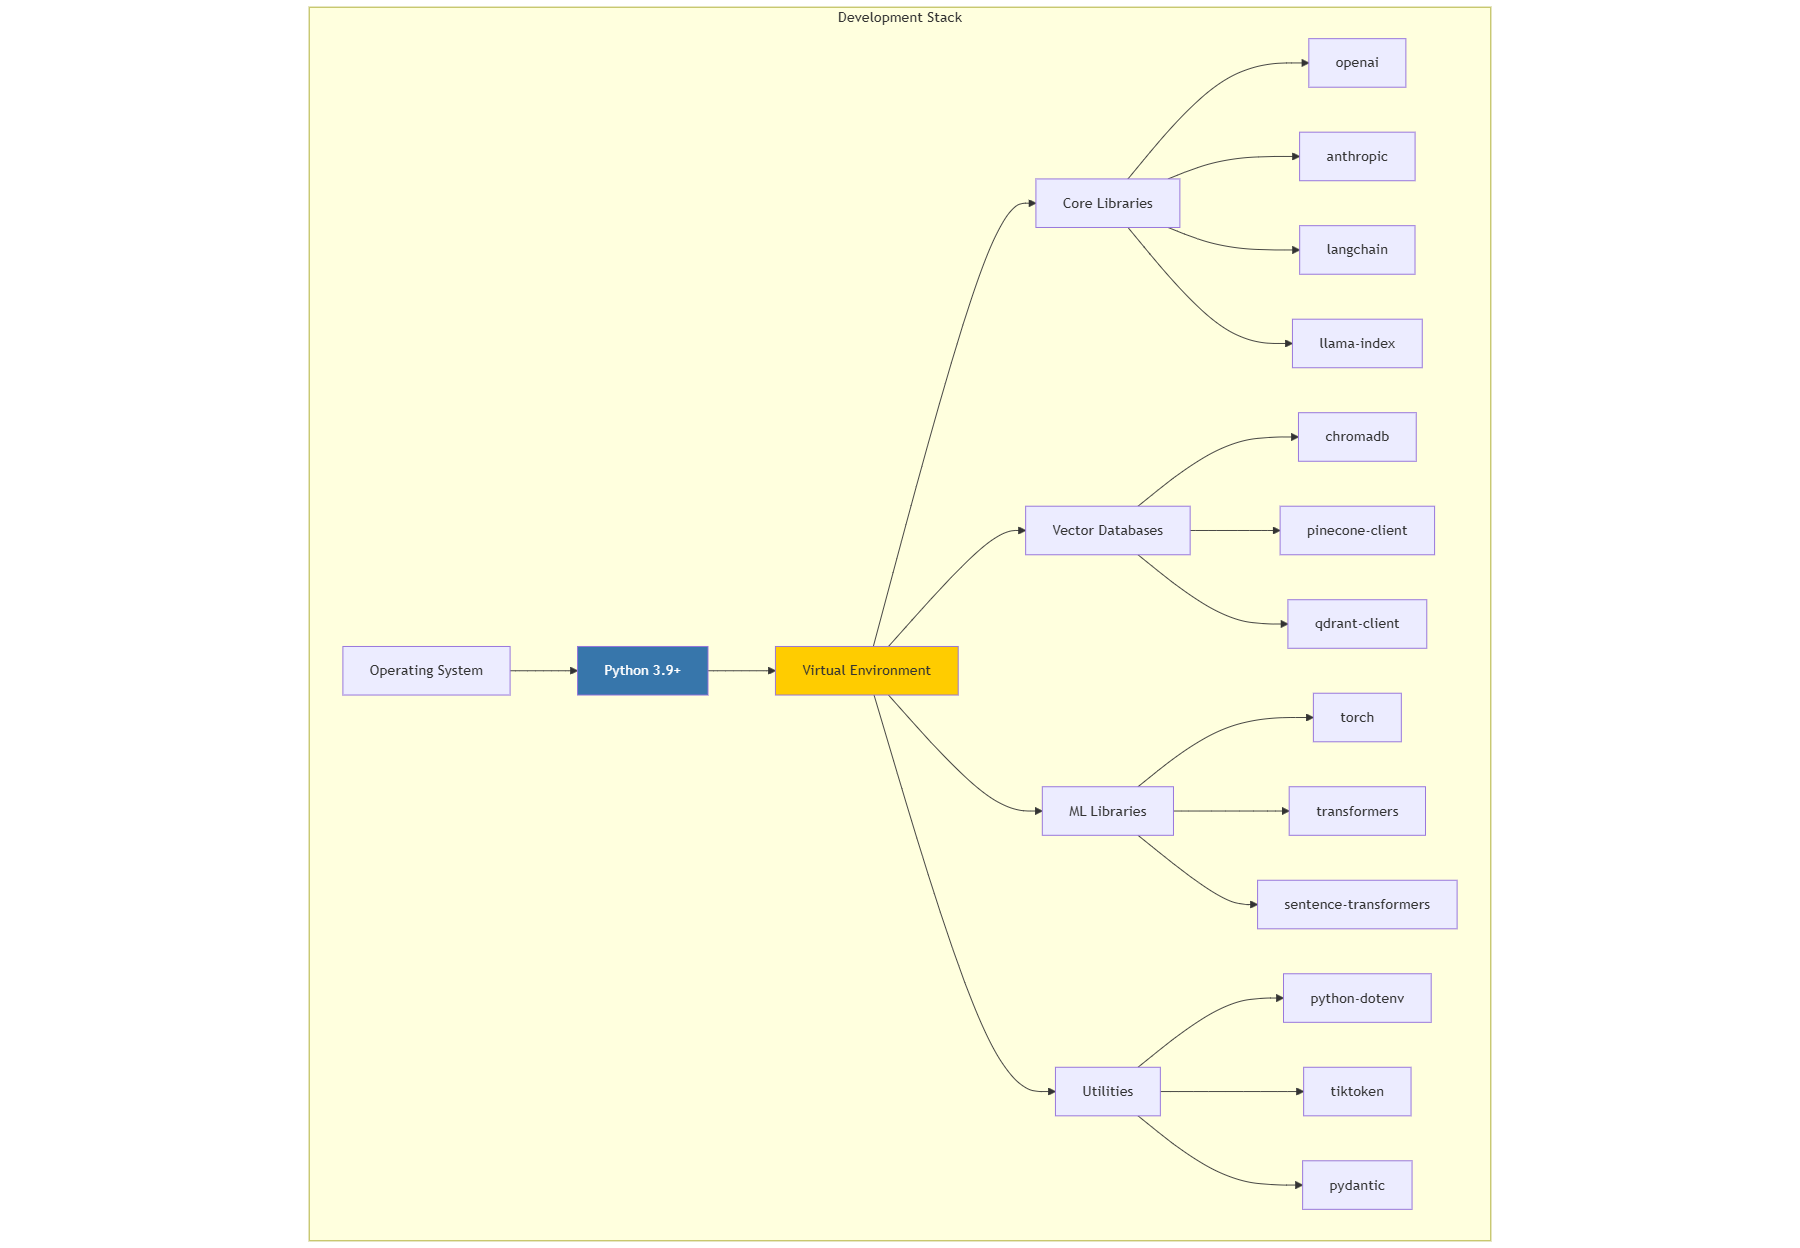 Development Stack
Operating System
Python 3.9+
Virtual Environment
Core Libraries
openai
anthropic
langchain
llama-index
Vector Databases
chromadb
pinecone-client
qdrant-client
ML Libraries
torch
transformers
sentence-transformers
Utilities
python-dotenv
tiktoken
pydantic